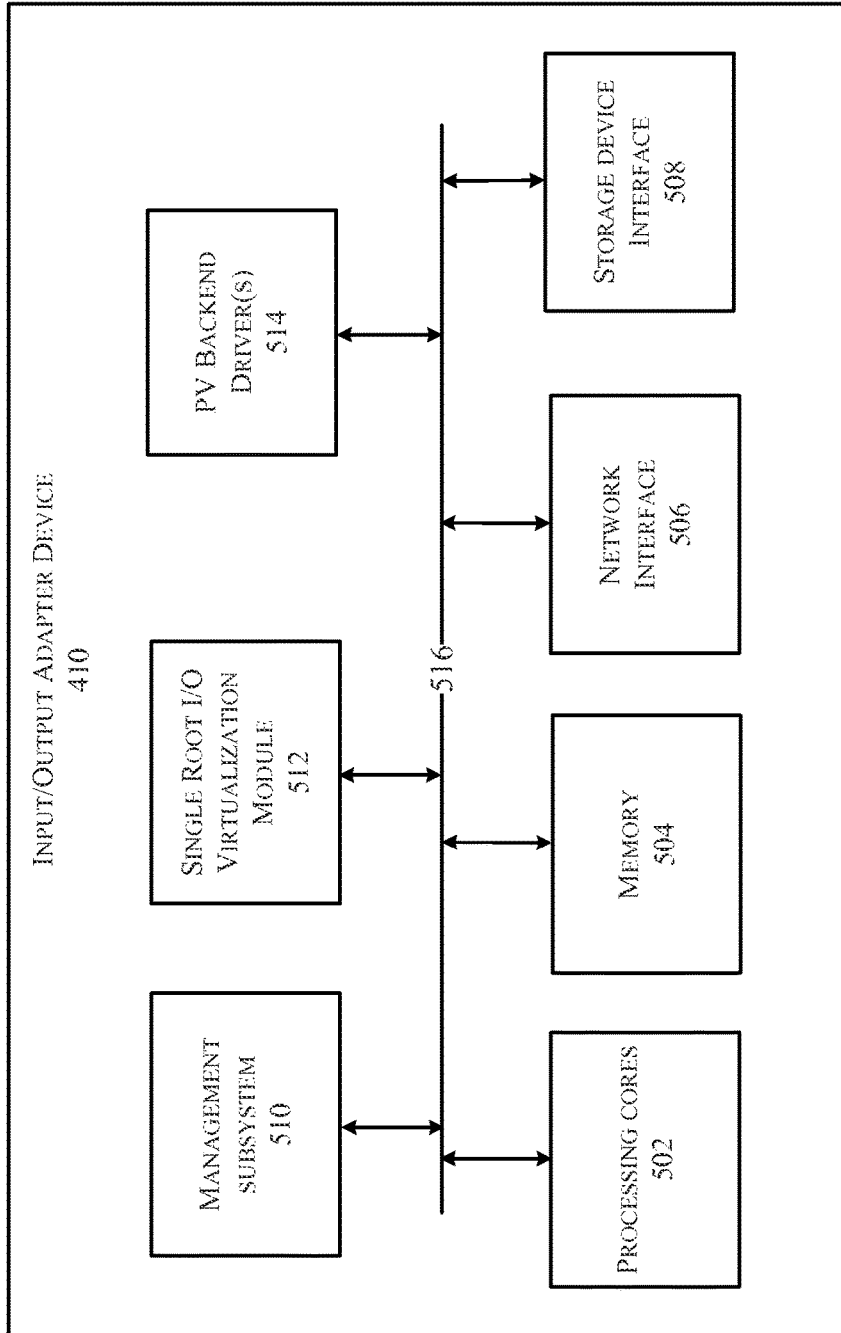 INPUT/OUTPUT ADAPTER DEVICE
410
MANAGEMENT
SUBSYSTEM
510
SINGLE ROOT I/O
VIRTUALIZATION
MODULE
512
PV BACKEND
DRIVER(S)
514
516
PROCESSING CORES
502
MEMORY
504
NETWORK
INTERFACE
506
STORAGE DEVICE
INTERFACE
508